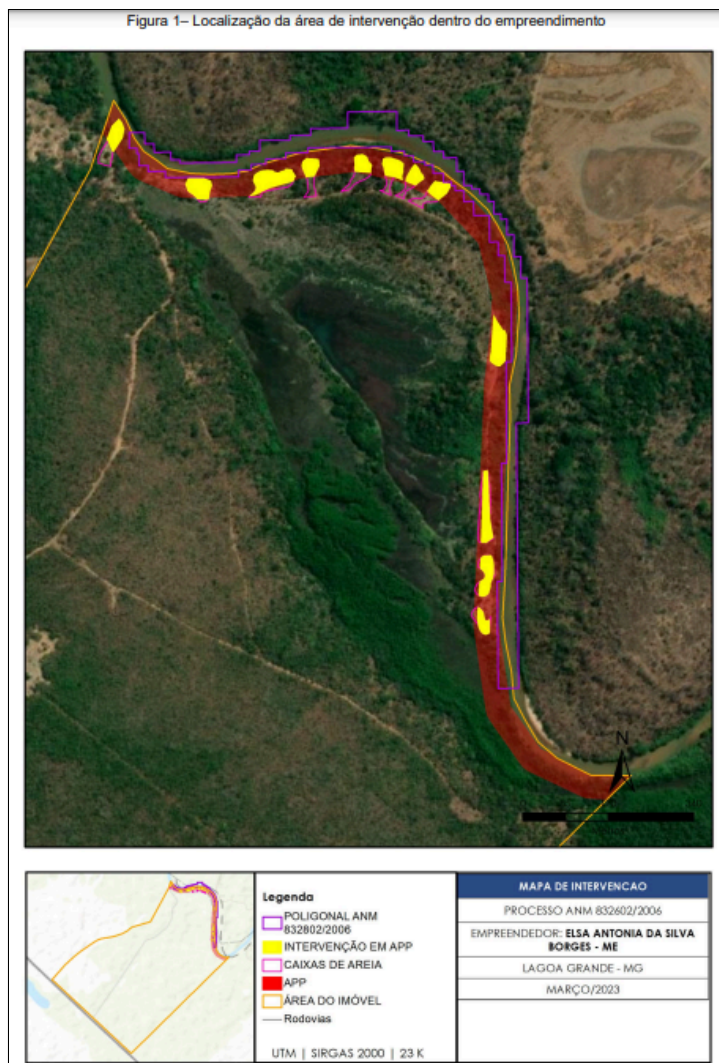 Figura 1– Localização da área de intervenção dentro do empreendimento
N
Legenda
POLIGONAL ANM
832802/2006
INTERVENÇÃO EM APP
CAIXAS DE AREIA
APP
ÁREA DO IMÓVEL
Rodovias
UTM | SIRGAS 2000 | 23 K
MAPA DE INTERVENCAO
PROCESSO ANM 832602/2006
EMPREENDEDOR: ELSA ANTONIA DA SILVA
BORGES - ME
LAGOA GRANDE - MG
MARÇO/2023